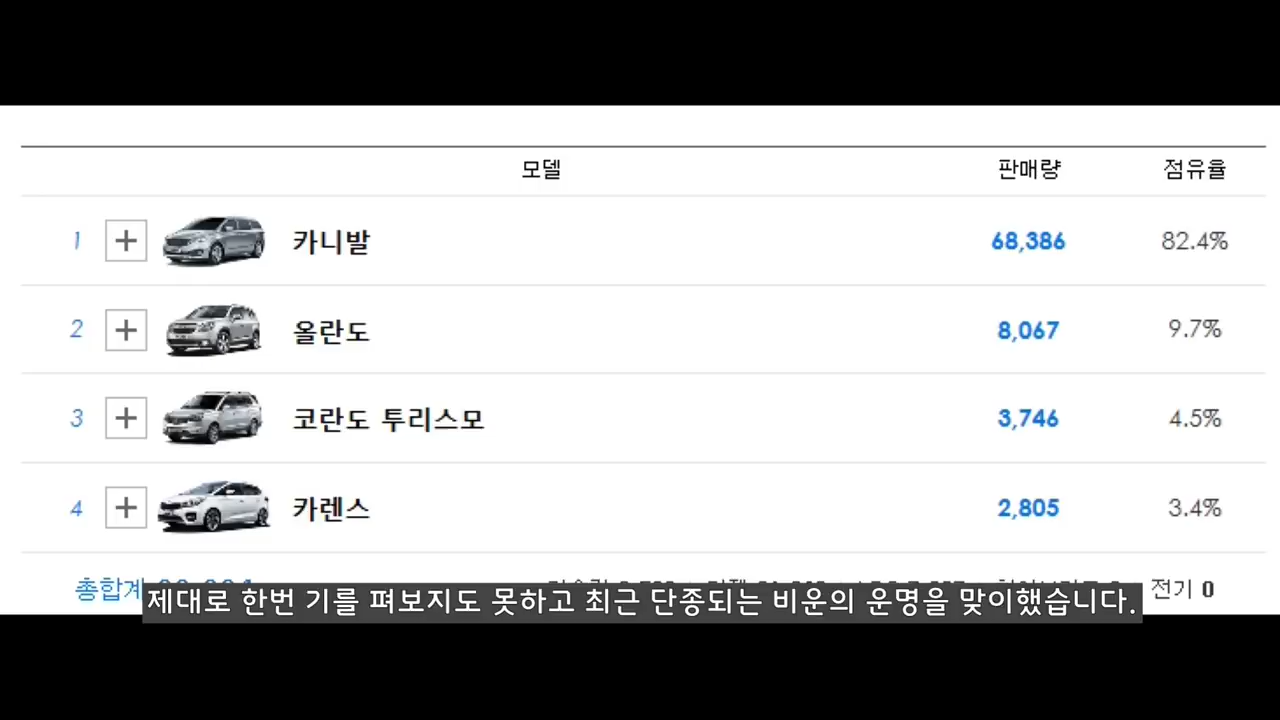 모델 판매량 점유율
1 카니발 68,386 82.4%
2 올란도 8,067 9.7%
3 코란도 투리스모 3,746 4.5%
4 카렌스 2,805 3.4%
총합계 전기 0
제대로 한번 기를 펴보지도 못하고 최근 단종되는 비운의 운명을 맞이했습니다.